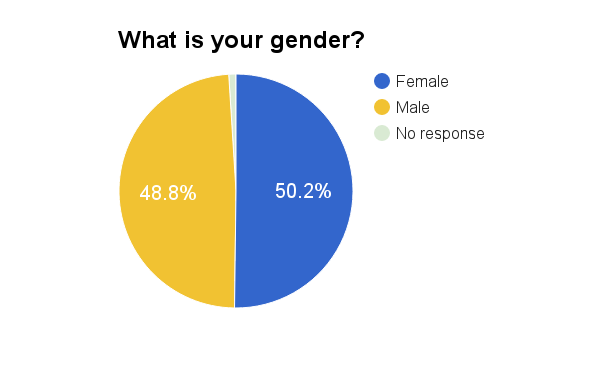 What is your gender?
Female
Male
No response
48.8%
50.2%